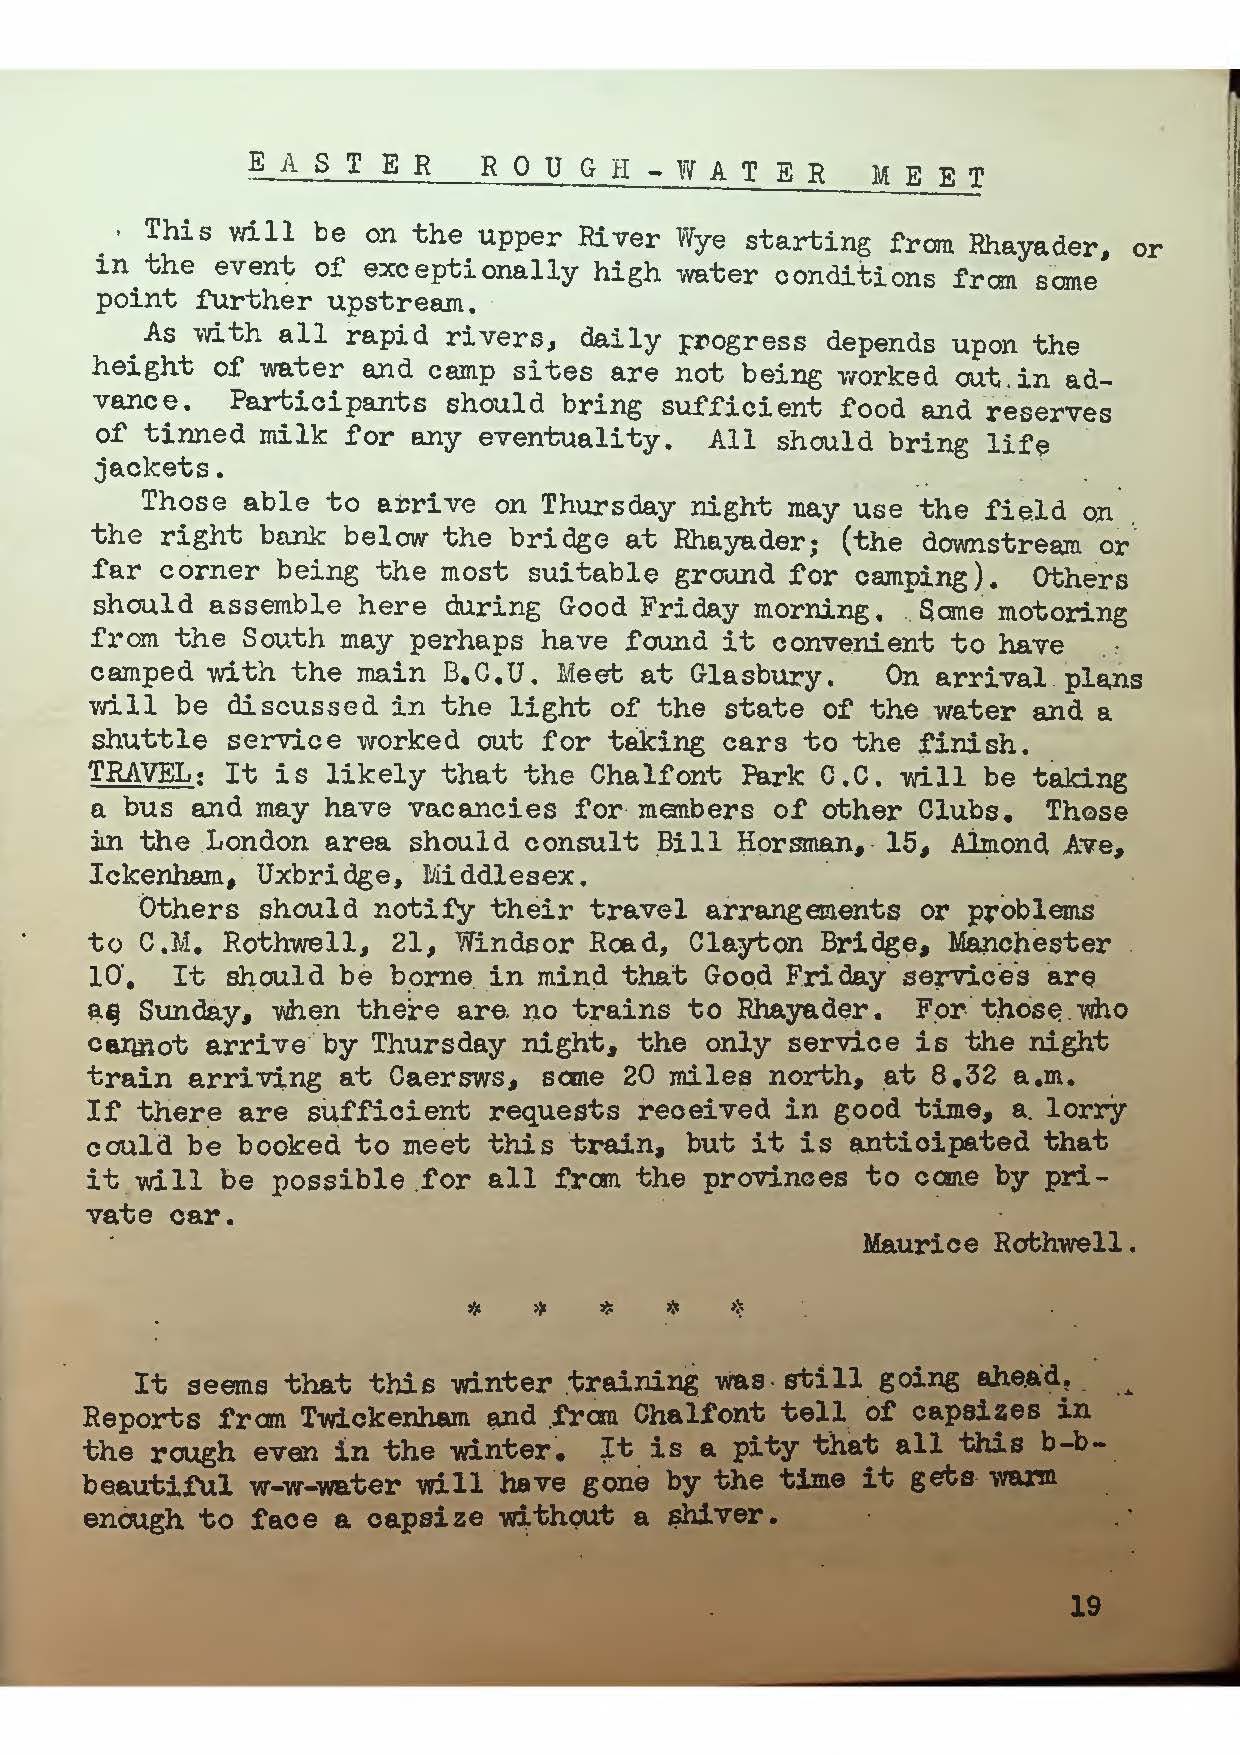 EASTER ROUGH-WATER MEET
This will be on the upper River Wye starting from Rhayader, or
in the event of exceptionally high water conditions from some
point further upstream.
As with all rapid rivers, daily progress depends upon the
height of water and camp sites are not being worked out in ad-
vance. Participants should bring sufficient food and reserves
of tinned milk for any eventuality. All should bring life
jackets.
Those able to arrive on Thursday night may use the field on
the right bank below the bridge at Rhayader; (the downstream or
far corner being the most suitable ground for camping). Others
should assemble here during Good Friday morning. Some motoring
from the South may perhaps have found it convenient to have
camped with the main B.C.U. Meet at Glasbury. On arrival plans
will be discussed in the light of the state of the water and a
shuttle service worked out for taking cars to the finish.
TRAVEL: It is likely that the Chalfont Park C.C. will be taking
a bus and may have vacancies for members of other Clubs. Those
in the London area should consult Bill Horsman, 15, Almond Ave,
Ickenham, Uxbridge, Middlesex.
Others should notify their travel arrangements or problems
to C.M. Rothwell, 21, Windsor Road, Clayton Bridge, Manchester
10. It should be borne in mind that Good Friday services are
as Sunday, when there are no trains to Rhayader. For those who
cannot arrive by Thursday night, the only service is the night
train arriving at Caersws, some 20 miles north, at 8.32 a.m.
If there are sufficient requests received in good time, a lorry
could be booked to meet this train, but it is anticipated that
it will be possible for all from the provinces to come by pri-
vate car.
Maurice Rothwell.
* * * * *
It seems that this winter training was still going ahead.
Reports from Twickenham and from Chalfont tell of capsizes in
the rough even in the winter. It is a pity that all this b-b-
beautiful w-w-water will have gone by the time it gets warm
enough to face a capsize without a shiver.
19